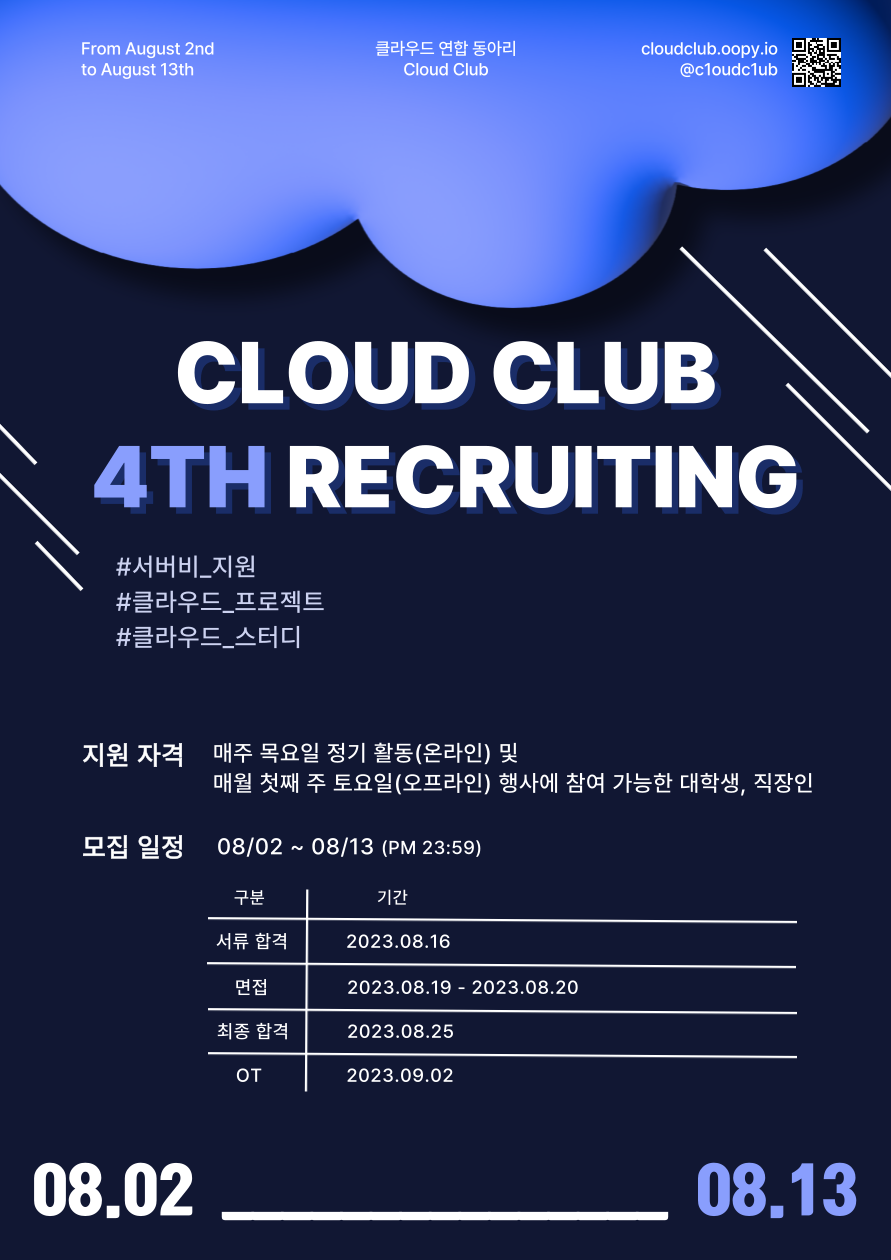 From August 2nd
to August 13th
클라우드 연합 동아리
Cloud Club
cloudclub.oopy.io
@c1oudc1ub
CLOUD CLUB
4TH RECRUITING
#서버비_지원
#클라우드_프로젝트
#클라우드_스터디
지원 자격 매주 목요일 정기 활동(온라인) 및
매월 첫째 주 토요일(오프라인) 행사에 참여 가능한 대학생, 직장인
모집 일정 08/02 ~ 08/13 (PM 23:59)
구분 기간
서류 합격 2023.08.16
면접 2023.08.19 - 2023.08.20
최종 합격 2023.08.25
OT 2023.09.02
08.02 08.13